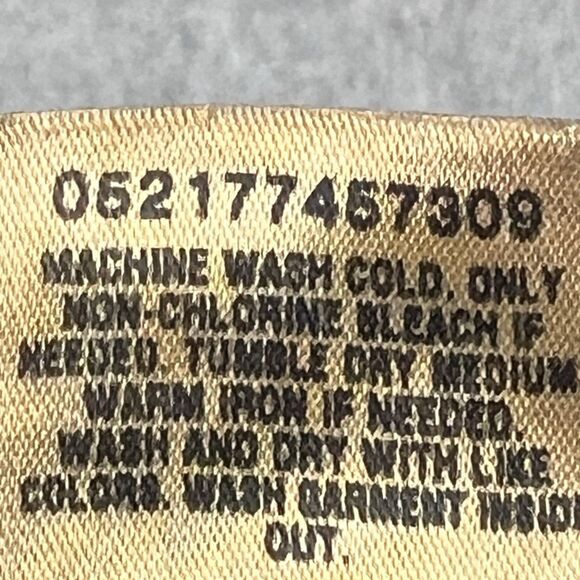 052177457309
MACHINE WASH COLD. ONLY
NON-CHLORINE BLEACH IF
NEEDED. TUMBLE DRY MEDIUM
WARM IRON IF NEEDED.
WASH AND DRY WITH LIKE
COLORS. WASH GARMENT INSIDE
OUT.